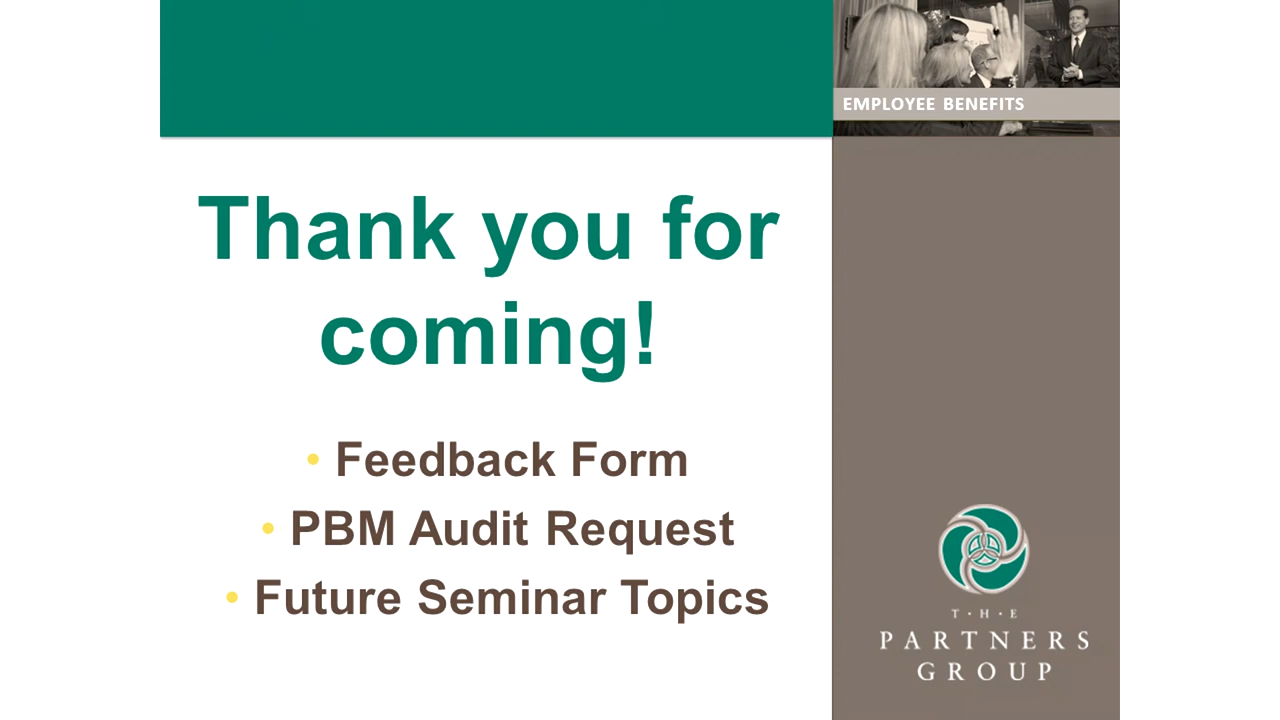 EMPLOYEE BENEFITS
Thank you for
coming!
• Feedback Form
• PBM Audit Request
• Future Seminar Topics
T·H·E
PARTNERS
GROUP